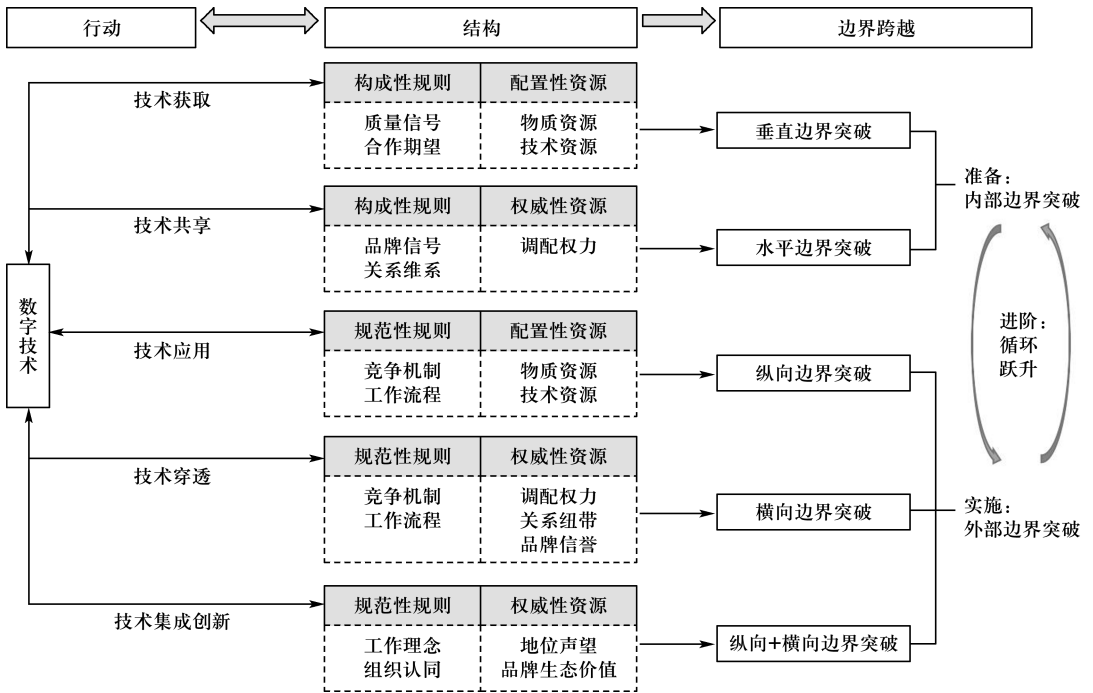 行动
结构
边界跨越
技术获取
构成性规则
配置性资源
质量信号
合作期望
物质资源
技术资源
垂直边界突破
技术共享
构成性规则
权威性资源
品牌信号
关系维系
调配权力
水平边界突破
准备：
内部边界突破
数字技术
技术应用
规范性规则
配置性资源
竞争机制
工作流程
物质资源
技术资源
纵向边界突破
进阶：
循环
跃升
技术穿透
规范性规则
权威性资源
竞争机制
工作流程
调配权力
关系纽带
品牌信誉
横向边界突破
实施：
外部边界突破
技术集成创新
规范性规则
权威性资源
工作理念
组织认同
地位声望
品牌生态价值
纵向+横向边界突破